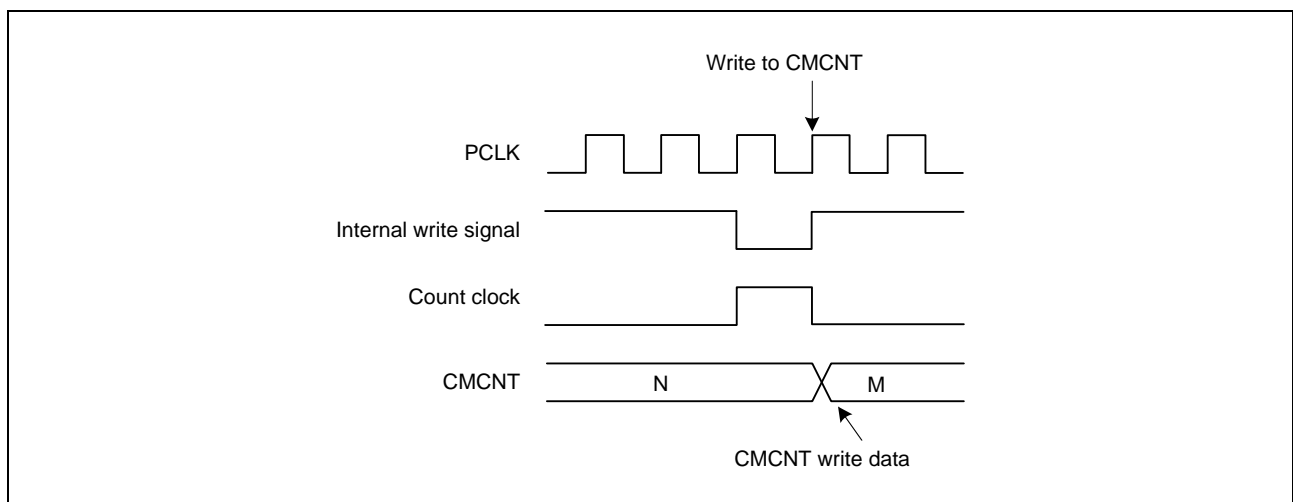 Write to CMCNT
PCLK
Internal write signal
Count clock
CMCNT
N
M
CMCNT write data